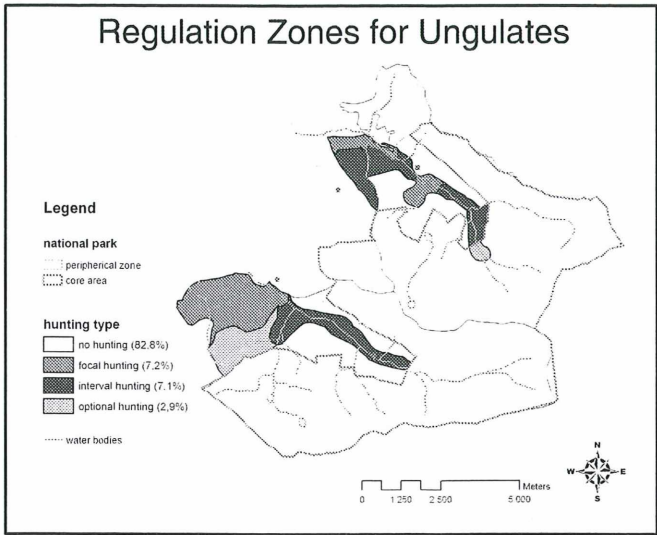 Regulation Zones for Ungulates
Legend
national park
peripherical zone
core area
hunting type
no hunting (82.8%)
focal hunting (7.2%)
interval hunting (7.1%)
optional hunting (2,9%)
water bodies
N
W E
S
Meters
0 1 250 2 500 5 000